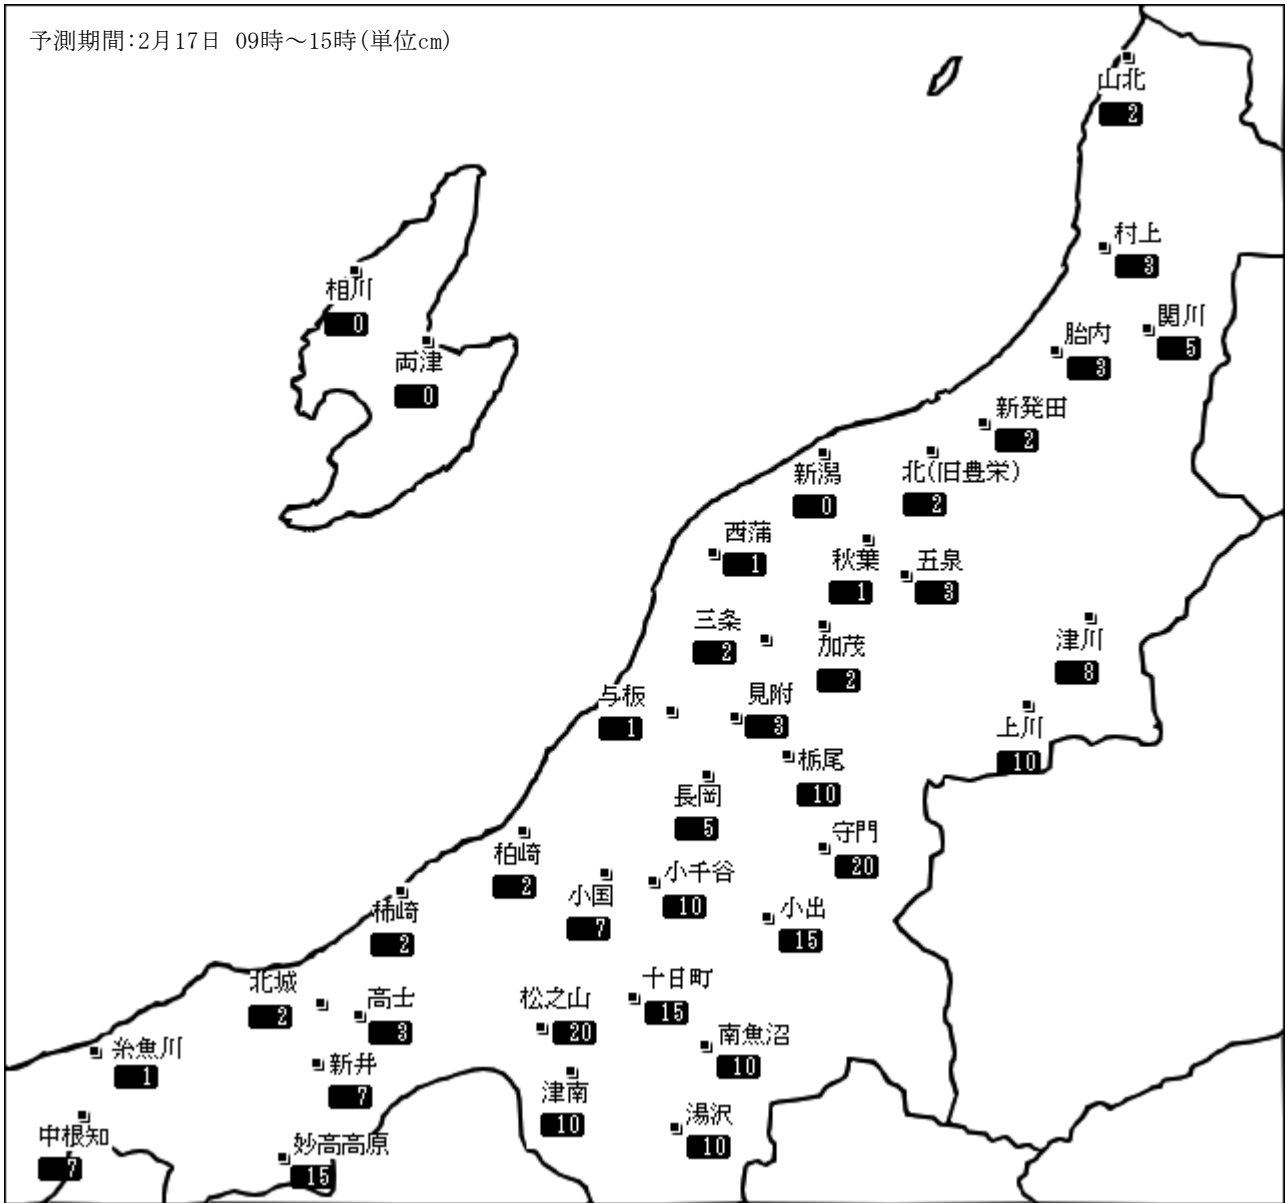 予測期間:2月17日 09時～15時(単位cm)
山北
2
村上
3
相川
0
関川
5
胎内
3
両津
0
新発田
2
新潟
0
北(旧豊栄)
2
西蒲
1
秋葉
1
五泉
3
三条
2
加茂
2
津川
8
与板
1
見附
3
上川
10
栃尾
10
長岡
5
守門
20
柏崎
2
小千谷
10
小国
7
柿崎
2
小出
15
北城
2
高士
3
松之山
20
十日町
15
南魚沼
10
糸魚川
1
新井
7
津南
10
湯沢
10
中根知
7
妙高高原
15